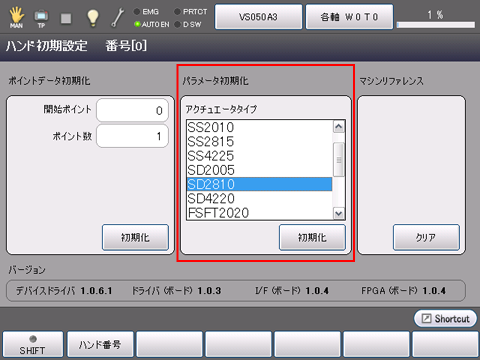 MAN
TP
EMG
AUTO EN
PRTCT
D SW
VS050A3
各軸 W0T0
1 %
ハンド初期設定 番号[0]
ポイントデータ初期化
開始ポイント 0
ポイント数 1
初期化
パラメータ初期化
アクチュエータタイプ
SS2010
SS2815
SS4225
SD2005
SD2810
SD4220
FSFT2020
初期化
マシンリファレンス
クリア
バージョン
デバイスドライバ 1.0.6.1 ドライバ (ボード) 1.0.3 I/F (ボード) 1.0.4 FPGA (ボード) 1.0.4
Shortcut
SHIFT
ハンド番号